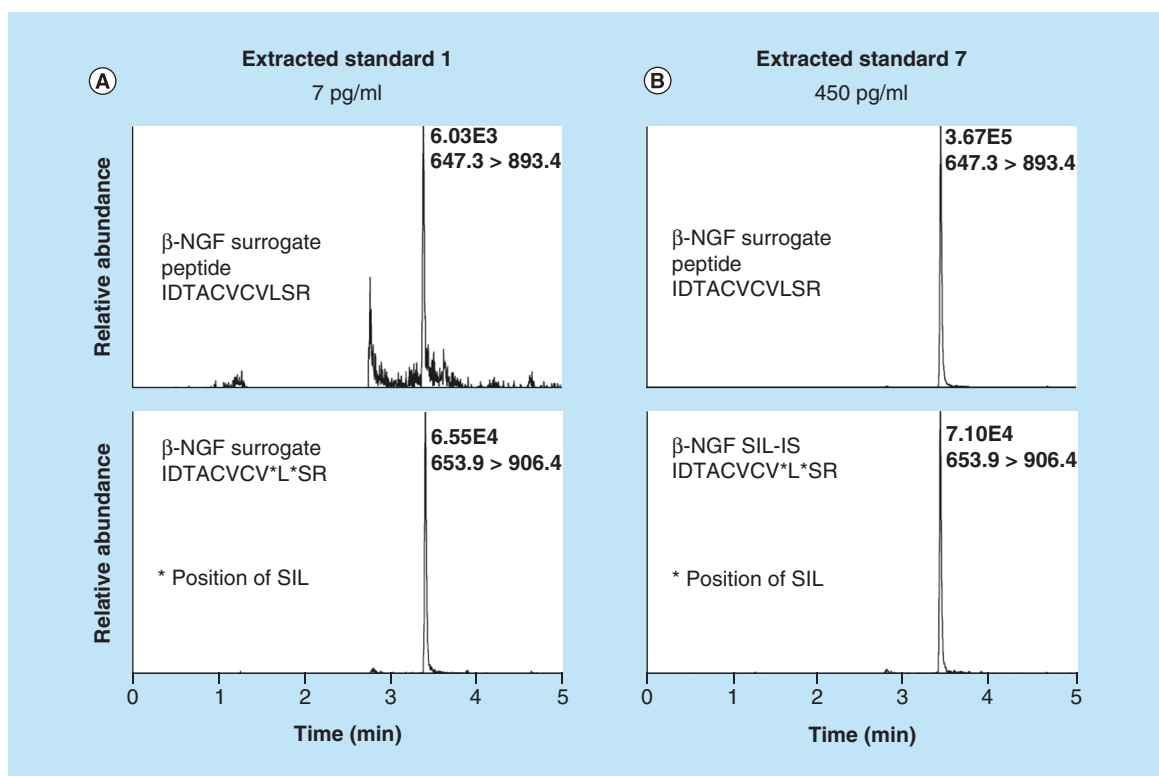 A
Extracted standard 1
7 pg/ml
Relative abundance
6.03E3
647.3 > 893.4
β-NGF surrogate
peptide
IDTACVCVLSR
Relative abundance
6.55E4
653.9 > 906.4
β-NGF surrogate
IDTACVCV*L*SR
* Position of SIL
0 1 2 3 4 5
Time (min)
B
Extracted standard 7
450 pg/ml
3.67E5
647.3 > 893.4
β-NGF surrogate
peptide
IDTACVCVLSR
7.10E4
653.9 > 906.4
β-NGF SIL-IS
IDTACVCV*L*SR
* Position of SIL
0 1 2 3 4 5
Time (min)